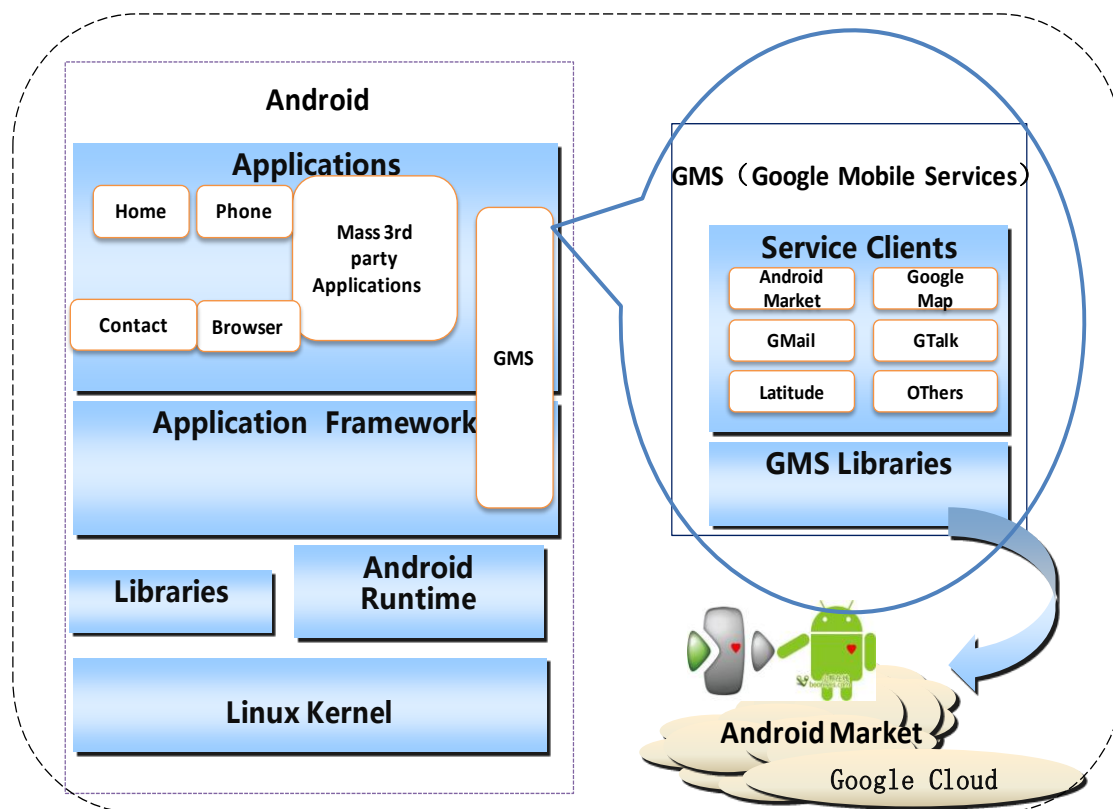 Android
Applications
Home
Phone
Mass 3rd
party
Applications
Contact
Browser
GMS
Application Framework
Libraries
Android
Runtime
Linux Kernel
GMS（Google Mobile Services）
Service Clients
Android
Market
Google
Map
GMail
GTalk
Latitude
OThers
GMS Libraries
Android Market
Google Cloud